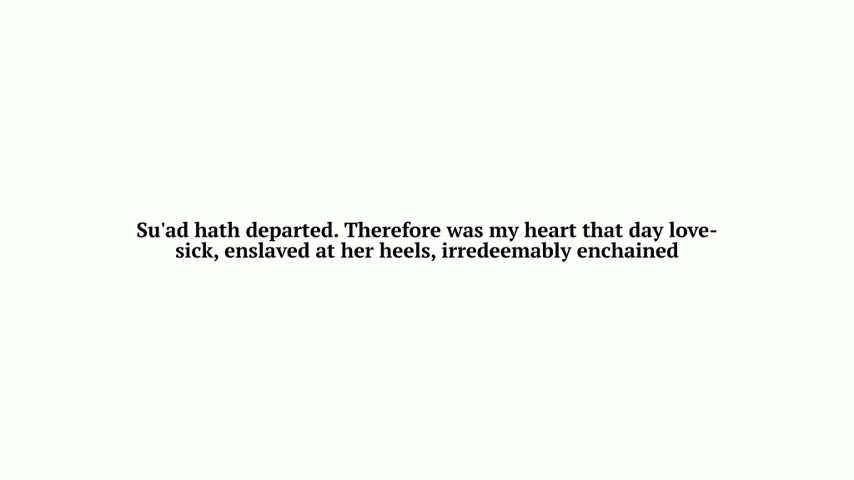 Su'ad hath departed. Therefore was my heart that day love-
sick, enslaved at her heels, irredeemably enchained